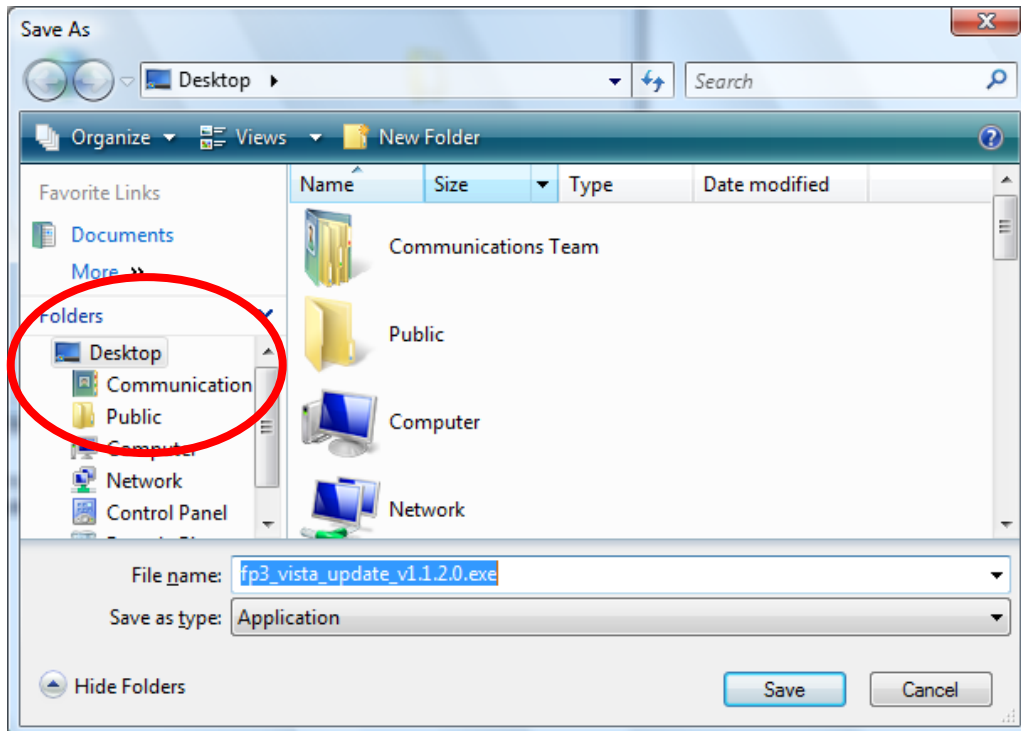 Save As
Desktop
Search
Organize Views New Folder
Favorite Links
Documents
More
Folders
Desktop
Communication
Public
Computer
Network
Control Panel
Name Size Type Date modified
Communications Team
Public
Computer
Network
File name: fp3_vista_update_v1.1.2.0.exe
Save as type: Application
Hide Folders Save Cancel